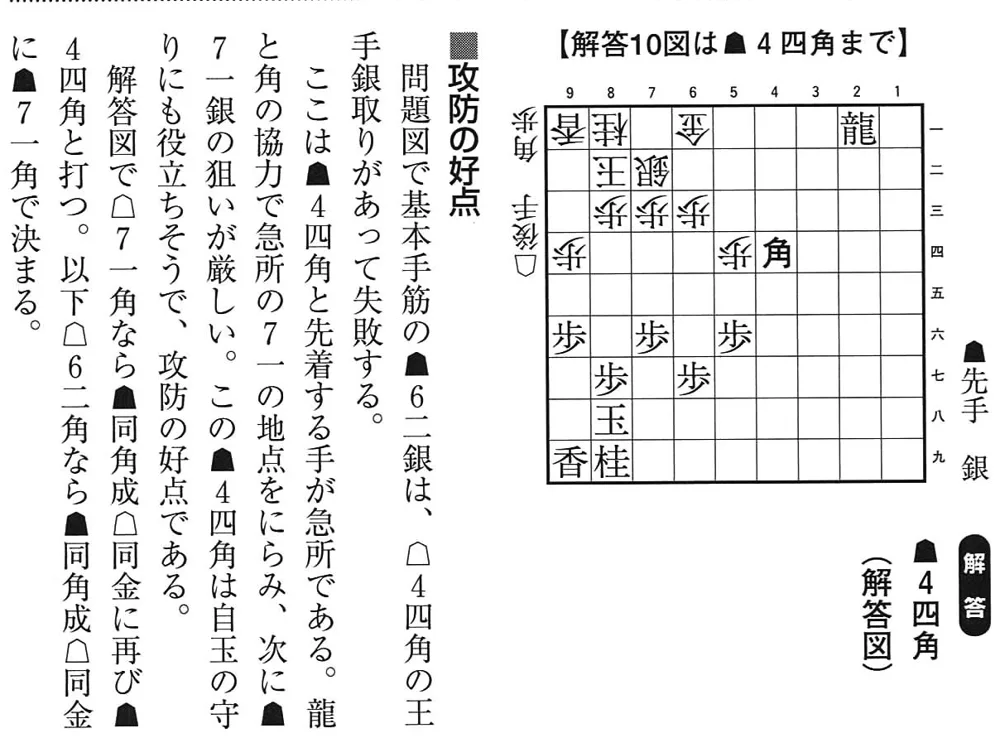 【解答10図は☗４四角まで】
9 8 7 6 5 4 3 2 1
香 桂 金 龍 一
王 銀 二
歩 歩 歩 三
歩 歩 角 四
五
歩 歩 歩 六
歩 歩 七
玉 八
香 桂 九
☖後手 角歩
☗先手 銀
解答
☗４四角
（解答図）
■攻防の好点
問題図で基本手筋の☗６二銀は、☖４四角の王
手銀取りがあって失敗する。
ここは☗４四角と先着する手が急所である。龍
と角の協力で急所の７一の地点をにらみ、次に☗
７一銀の狙いが厳しい。この☗４四角は自玉の守
りにも役立ちそうで、攻防の好点である。
解答図で☖７一角なら☗同角成☖同金に再び☗
４四角と打つ。以下☖６二角なら☗同角成☖同金
に☗７一角で決まる。